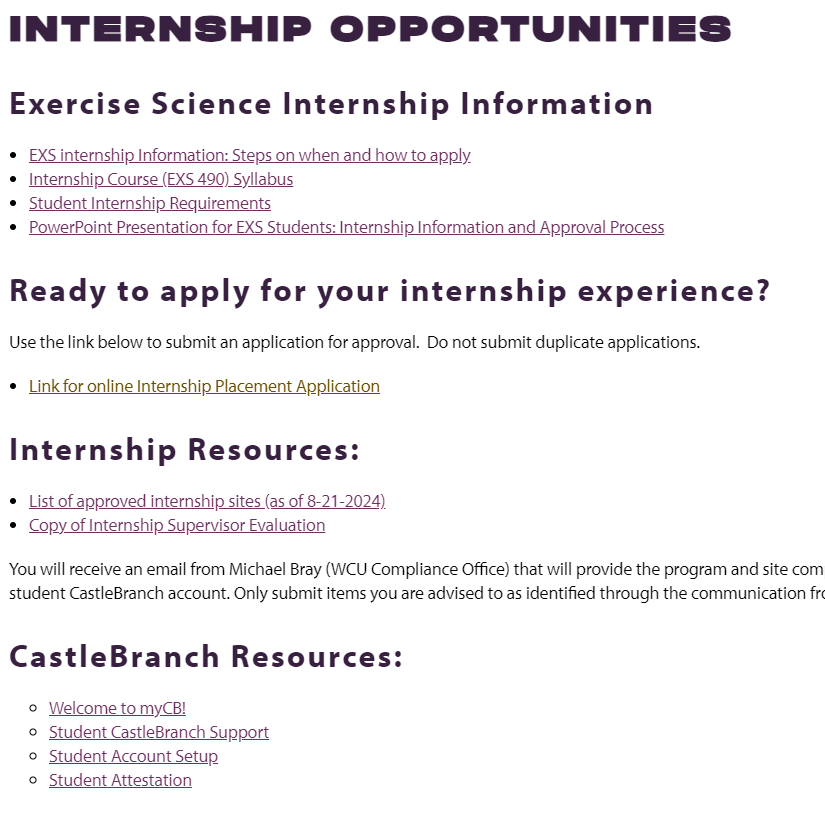 INTERNSHIP OPPORTUNITIES
Exercise Science Internship Information
EXS internship Information: Steps on when and how to apply
Internship Course (EXS 490) Syllabus
Student Internship Requirements
PowerPoint Presentation for EXS Students: Internship Information and Approval Process
Ready to apply for your internship experience?
Use the link below to submit an application for approval.  Do not submit duplicate applications.
Link for online Internship Placement Application
Internship Resources:
List of approved internship sites (as of 8-21-2024)
Copy of Internship Supervisor Evaluation
You will receive an email from Michael Bray (WCU Compliance Office) that will provide the program and site com
student CastleBranch account. Only submit items you are advised to as identified through the communication fr
CastleBranch Resources:
Welcome to myCB!
Student CastleBranch Support
Student Account Setup
Student Attestation